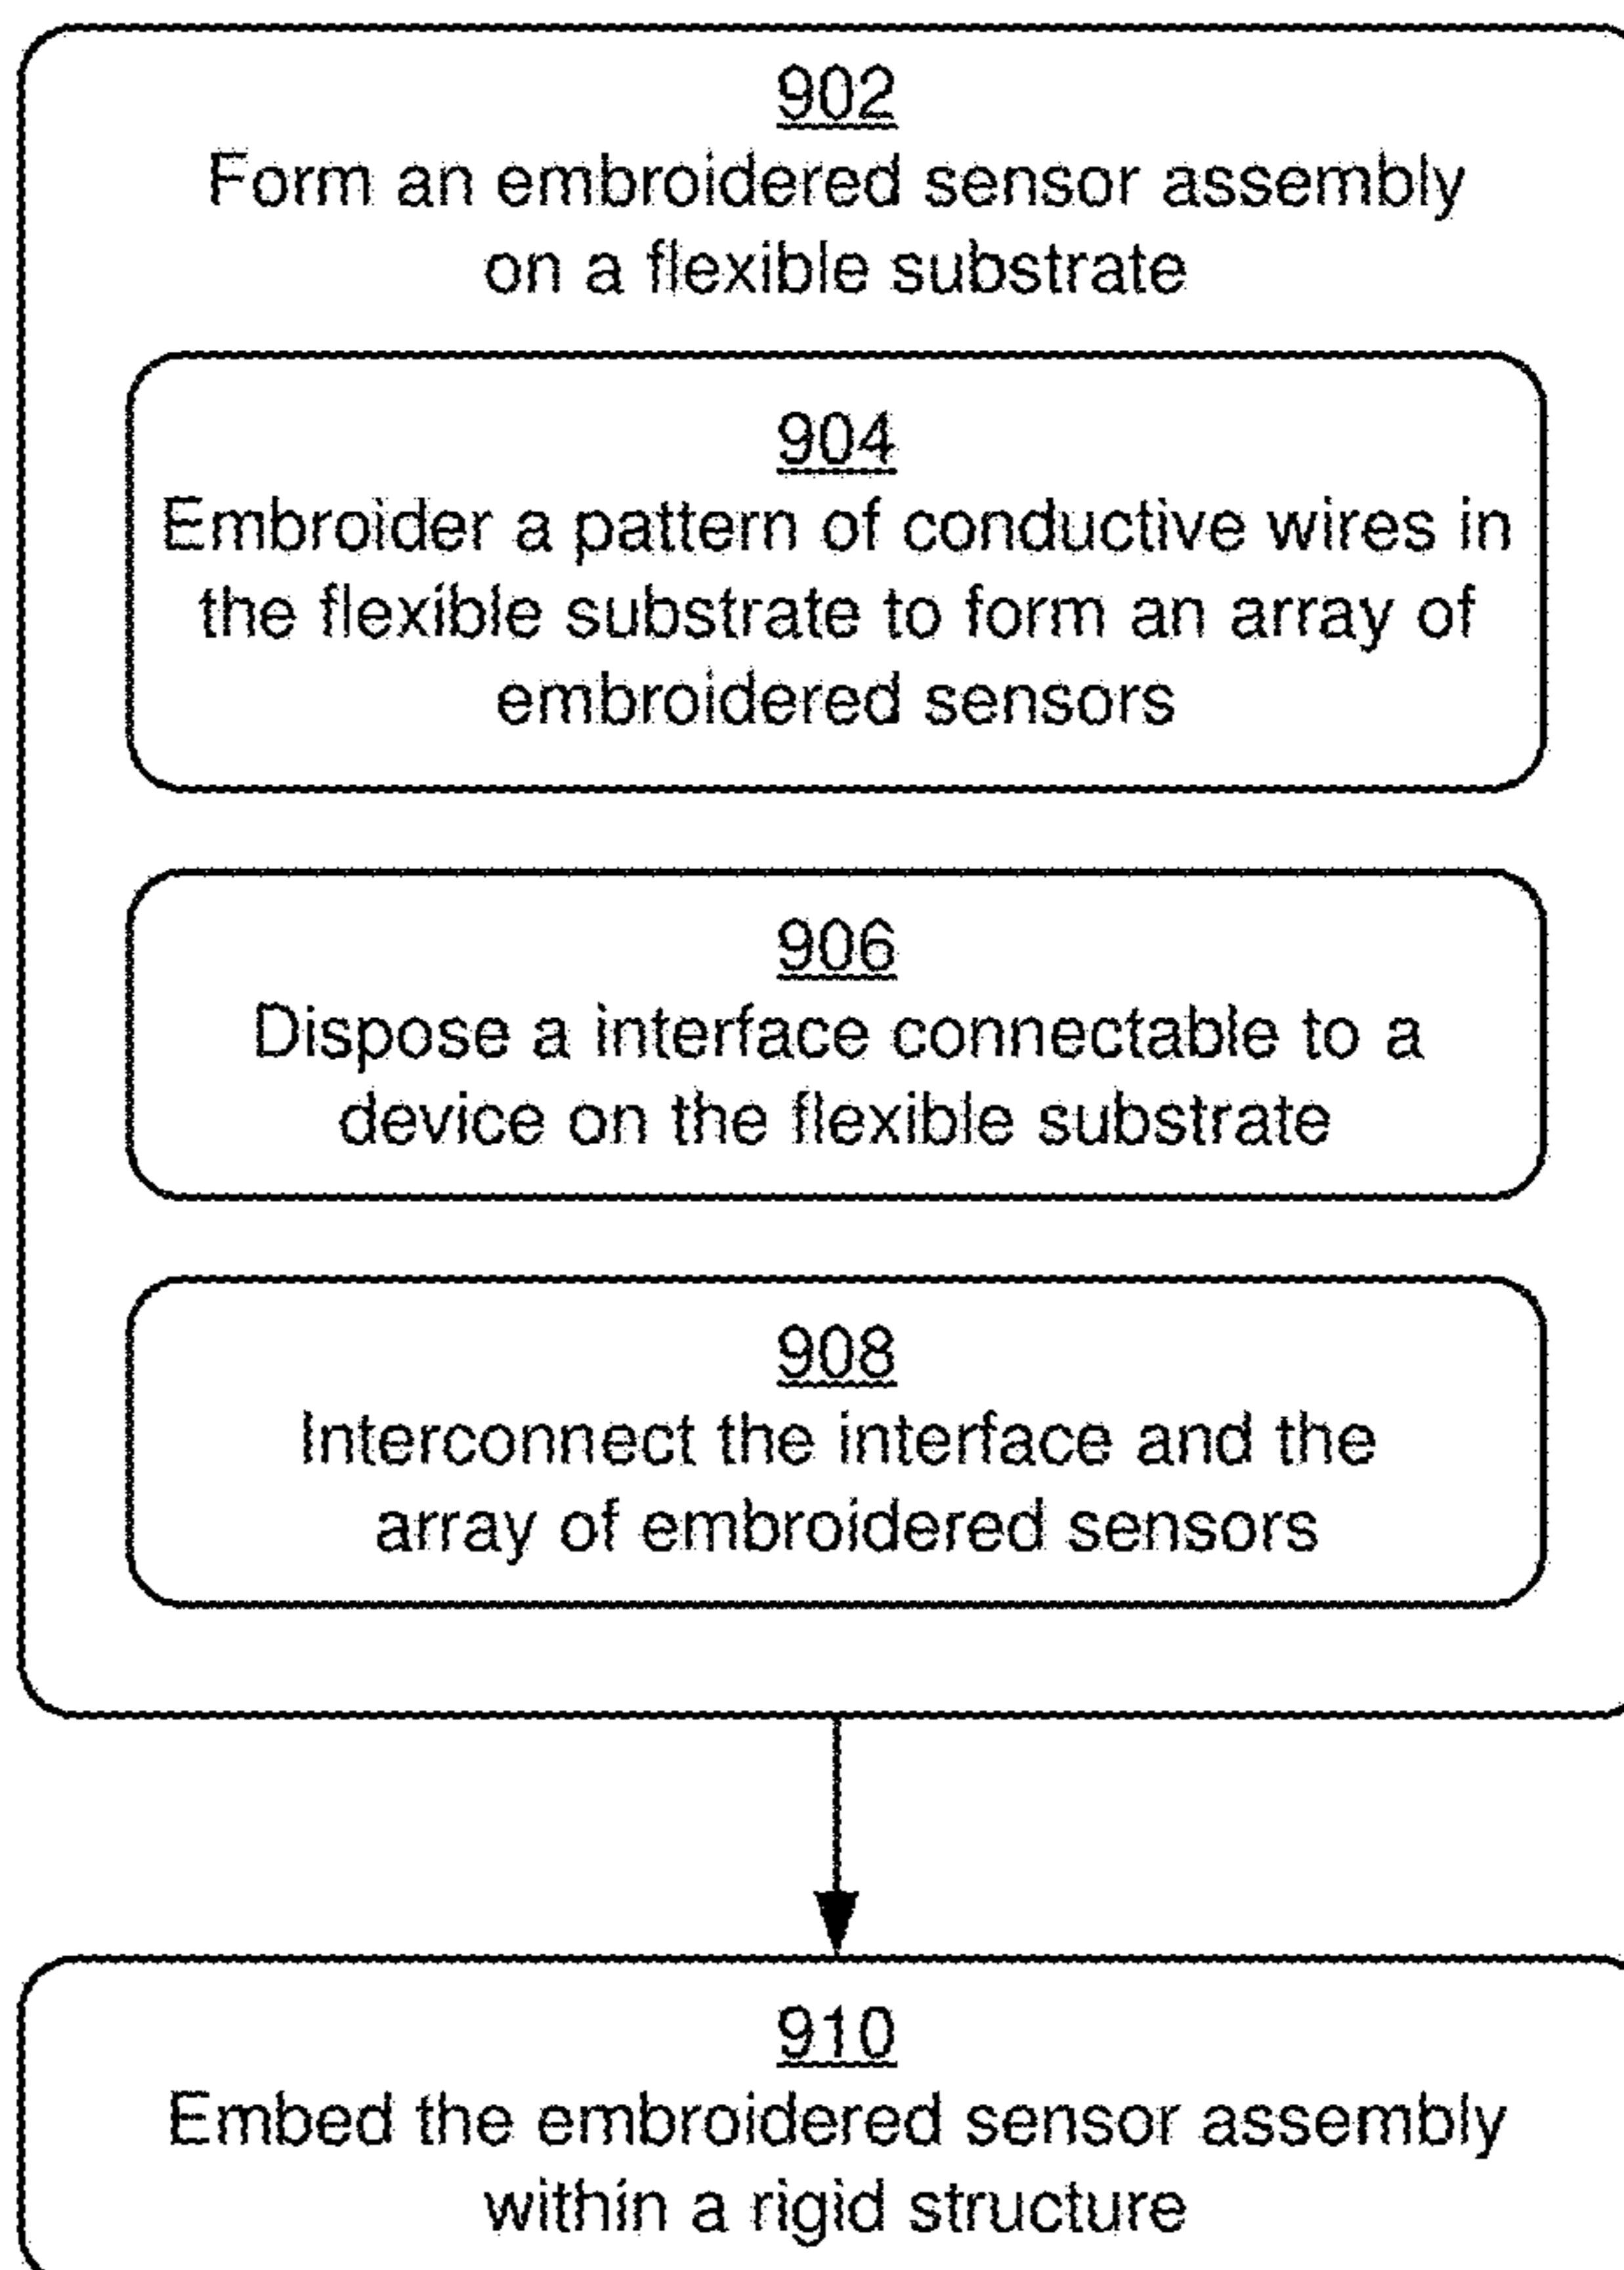 902
Form an embroidered sensor assembly
on a flexible substrate
904
Embroider a pattern of conductive wires in
the flexible substrate to form an array of
embroidered sensors
906
Dispose a interface connectable to a
device on the flexible substrate
908
Interconnect the interface and the
array of embroidered sensors
910
Embed the embroidered sensor assembly
within a rigid structure